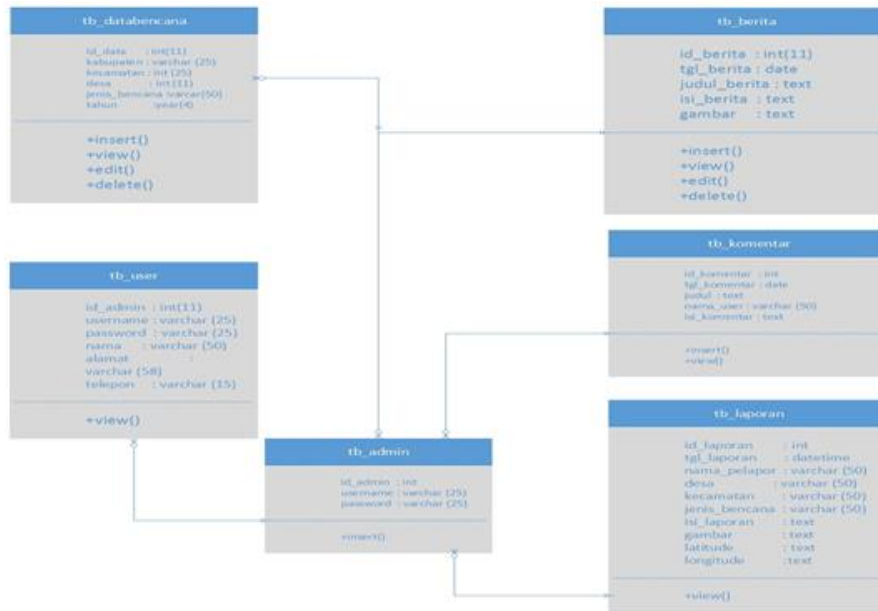 tb_databencana
id_data : int(11)
kabupaten : varchar (25)
kecamatan : int (25)
desa : int (11)
jenis_bencana :varcar(50)
tahun :year(4)
+insert()
+view()
+edit()
+delete()
tb_berita
id_berita : int(11)
tgl_berita : date
judul_berita : text
isi_berita : text
gambar : text
+insert()
+view()
+edit()
+delete()
tb_user
id_admin : int(11)
username : varchar (25)
password : varchar (25)
nama : varchar (50)
alamat :
varchar (58)
telepon : varchar (15)
+view()
tb_komentar
id_komentar : int
tgl_komentar : date
judul : text
nama_user : varchar (50)
isi_komentar : text
+insert()
+view()
tb_admin
id_admin : int
username : varchar (25)
password : varchar (25)
+insert()
tb_laporan
id_laporan : int
tgl_laporan : datetime
nama_pelapor : varchar (50)
desa : varchar (50)
kecamatan : varchar (50)
jenis_bencana : varchar (50)
isi_laporan : text
gambar : text
latitude : text
longitude :text
+view()